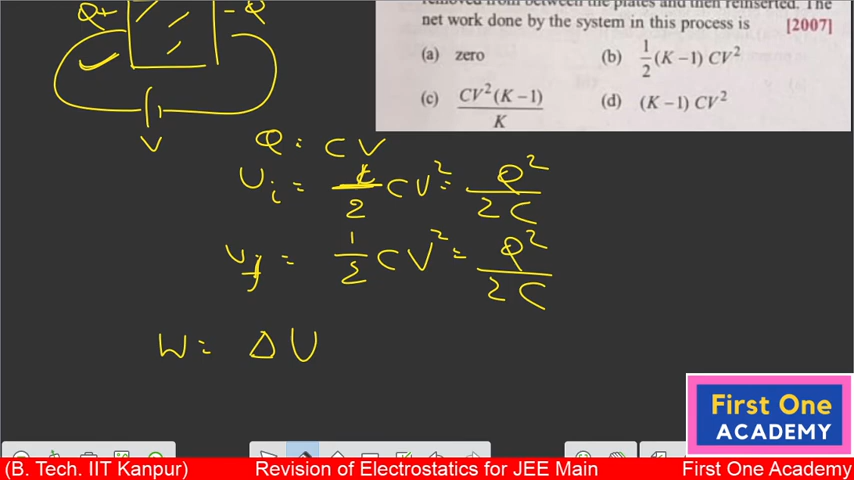 removed from between the plates and then reinserted. The
net work done by the system in this process is [2007]
(a) zero (b) 1/2 (K – 1) CV²
(c) CV² (K – 1) / K (d) (K – 1) CV²
Q+ – Q
V
Q = CV
Ui = 1/2 CV² = Q²/2C
Uf = 1/2 CV² = Q²/2C
W = Δ U
First One
ACADEMY
(B. Tech. IIT Kanpur) Revision of Electrostatics for JEE Main First One Academy